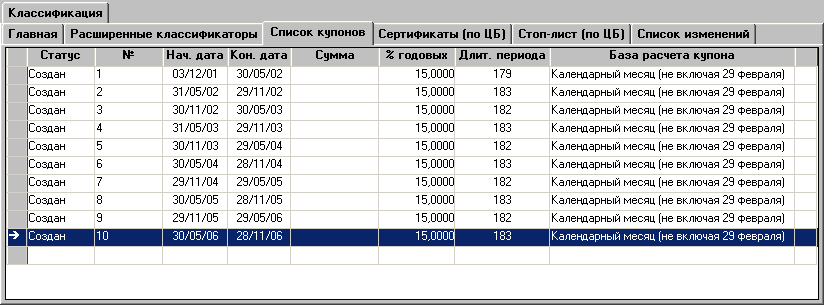 Классификация
Главная Расширенные классификаторы Список купонов Сертификаты (по ЦБ) Стоп-лист (по ЦБ) Список изменений
Статус № Нач. дата Кон. дата Сумма % годовых Длит. периода База расчета купона
Создан 1 03/12/01 30/05/02 15,0000 179 Календарный месяц (не включая 29 февраля)
Создан 2 31/05/02 29/11/02 15,0000 183 Календарный месяц (не включая 29 февраля)
Создан 3 30/11/02 30/05/03 15,0000 182 Календарный месяц (не включая 29 февраля)
Создан 4 31/05/03 29/11/03 15,0000 183 Календарный месяц (не включая 29 февраля)
Создан 5 30/11/03 29/05/04 15,0000 182 Календарный месяц (не включая 29 февраля)
Создан 6 30/05/04 28/11/04 15,0000 183 Календарный месяц (не включая 29 февраля)
Создан 7 29/11/04 29/05/05 15,0000 182 Календарный месяц (не включая 29 февраля)
Создан 8 30/05/05 28/11/05 15,0000 183 Календарный месяц (не включая 29 февраля)
Создан 9 29/11/05 29/05/06 15,0000 182 Календарный месяц (не включая 29 февраля)
Создан 10 30/05/06 28/11/06 15,0000 183 Календарный месяц (не включая 29 февраля)